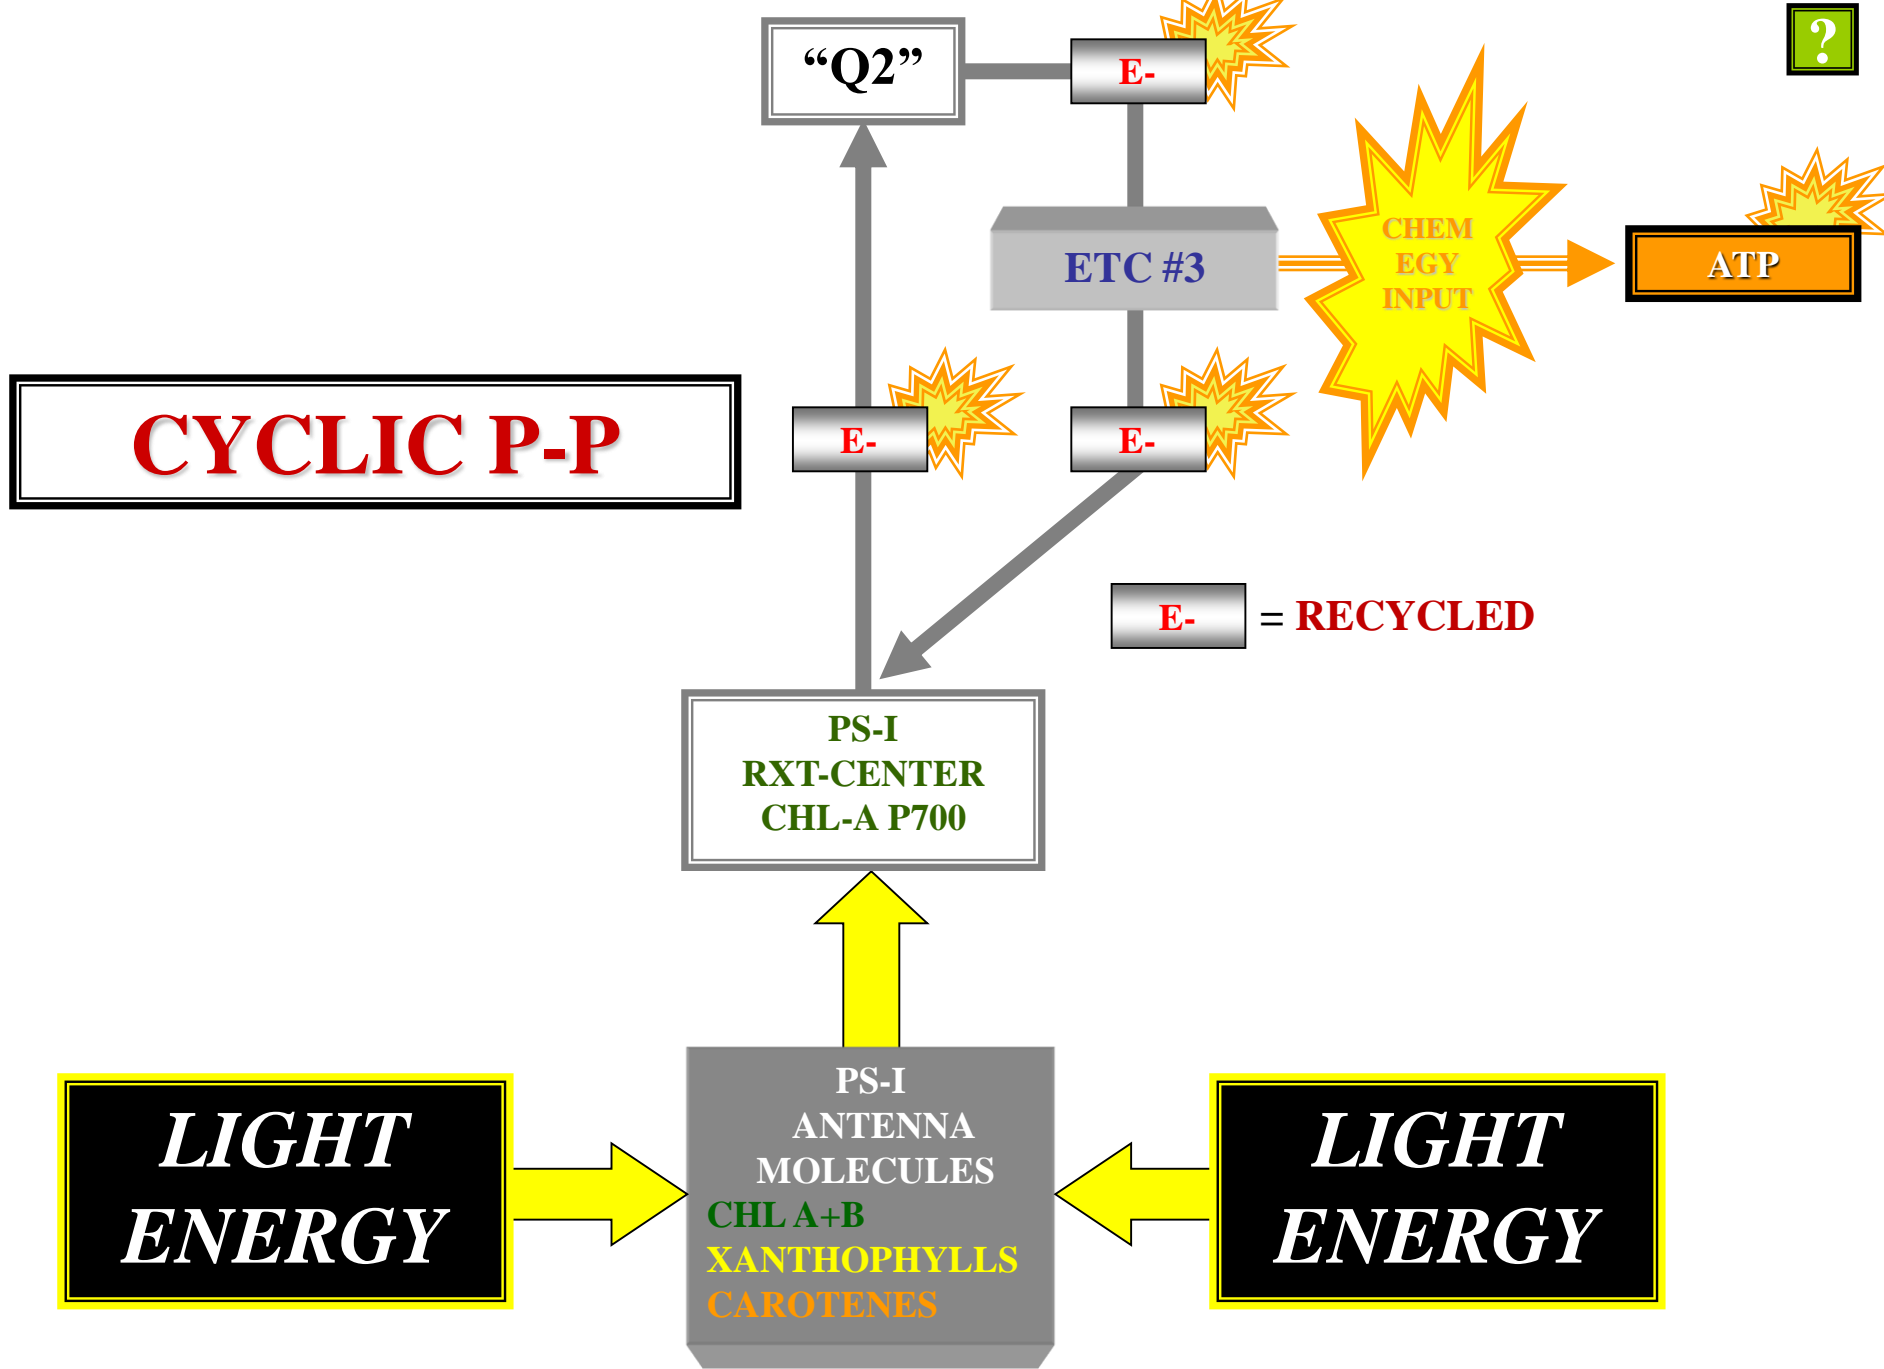 “Q2”
E-
?
CHEM
EGY
INPUT
ETC #3
ATP
CYCLIC P-P
E-
E-
E-
= RECYCLED
PS-I
RXT-CENTER
CHL-A P700
LIGHT
ENERGY
PS-I
ANTENNA
MOLECULES
CHL A+B
XANTHOPHYLLS
CAROTENES
LIGHT
ENERGY